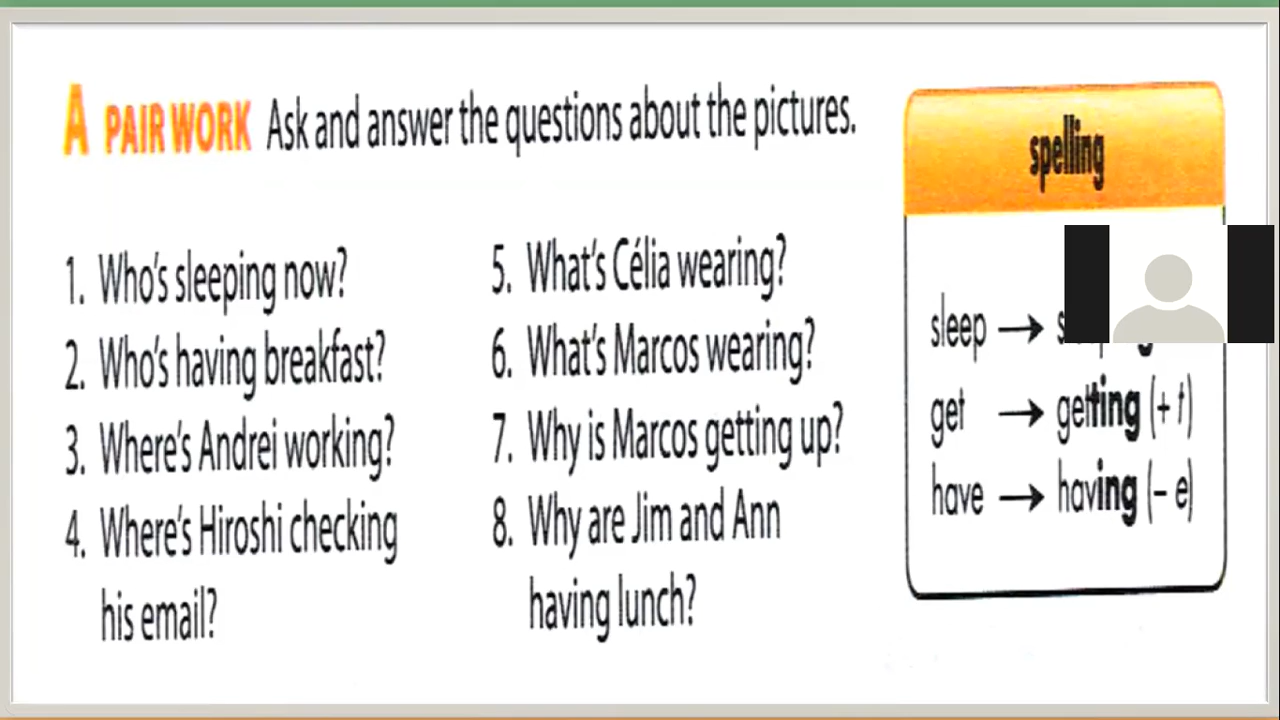 A PAIR WORK Ask and answer the questions about the pictures.
1. Who's sleeping now?
2. Who's having breakfast?
3. Where's Andrei working?
4. Where's Hiroshi checking
his email?
5. What's Célia wearing?
6. What's Marcos wearing?
7. Why is Marcos getting up?
8. Why are Jim and Ann
having lunch?
spelling
sleep →
get → getting (+ t)
have → having (– e)